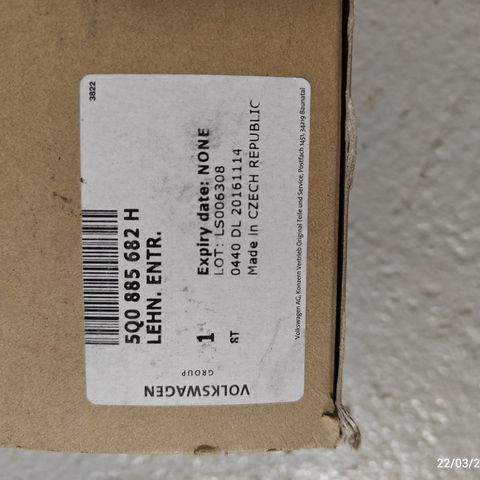 3822
5Q0 885 682 H
LEHN. ENTR.
1
ST
Expiry date: NONE
LOT: LS006308
0440 DL 20161114
Made in CZECH REPUBLIC
VOLKSWAGEN
GROUP
Volkswagen AG, Konzern Vertrieb Original Teile und Service, Postfach 1451, 34219 Baunatal
22/03/2